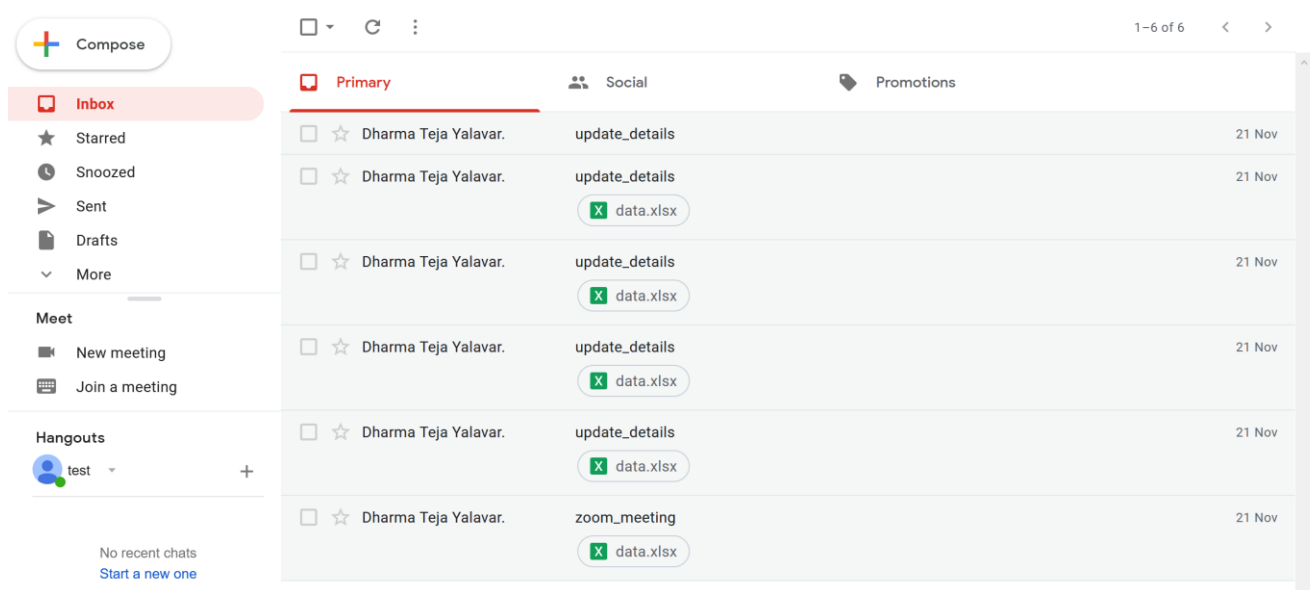 Compose
Inbox
Starred
Snoozed
Sent
Drafts
More
Meet
New meeting
Join a meeting
Hangouts
test
No recent chats
Start a new one
1–6 of 6
Primary Social Promotions
Dharma Teja Yalavar. update_details 21 Nov
Dharma Teja Yalavar. update_details 21 Nov
X data.xlsx
Dharma Teja Yalavar. update_details 21 Nov
X data.xlsx
Dharma Teja Yalavar. update_details 21 Nov
X data.xlsx
Dharma Teja Yalavar. update_details 21 Nov
X data.xlsx
Dharma Teja Yalavar. zoom_meeting 21 Nov
X data.xlsx